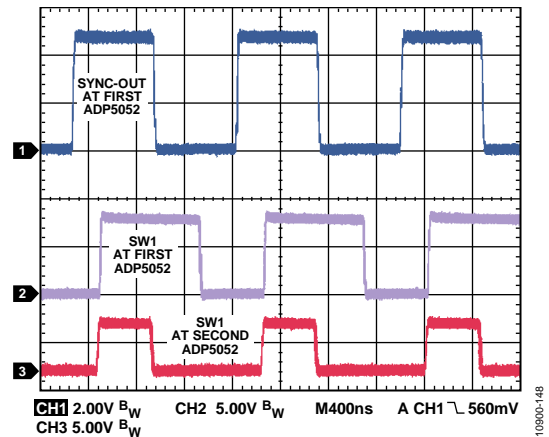 SYNC-OUT
AT FIRST
ADP5052
1
SW1
AT FIRST
ADP5052
2
SW1
AT SECOND
ADP5052
3
CH1 2.00V BW CH2 5.00V BW M400ns A CH1 ㄟ 560mV
CH3 5.00V BW
10900-148